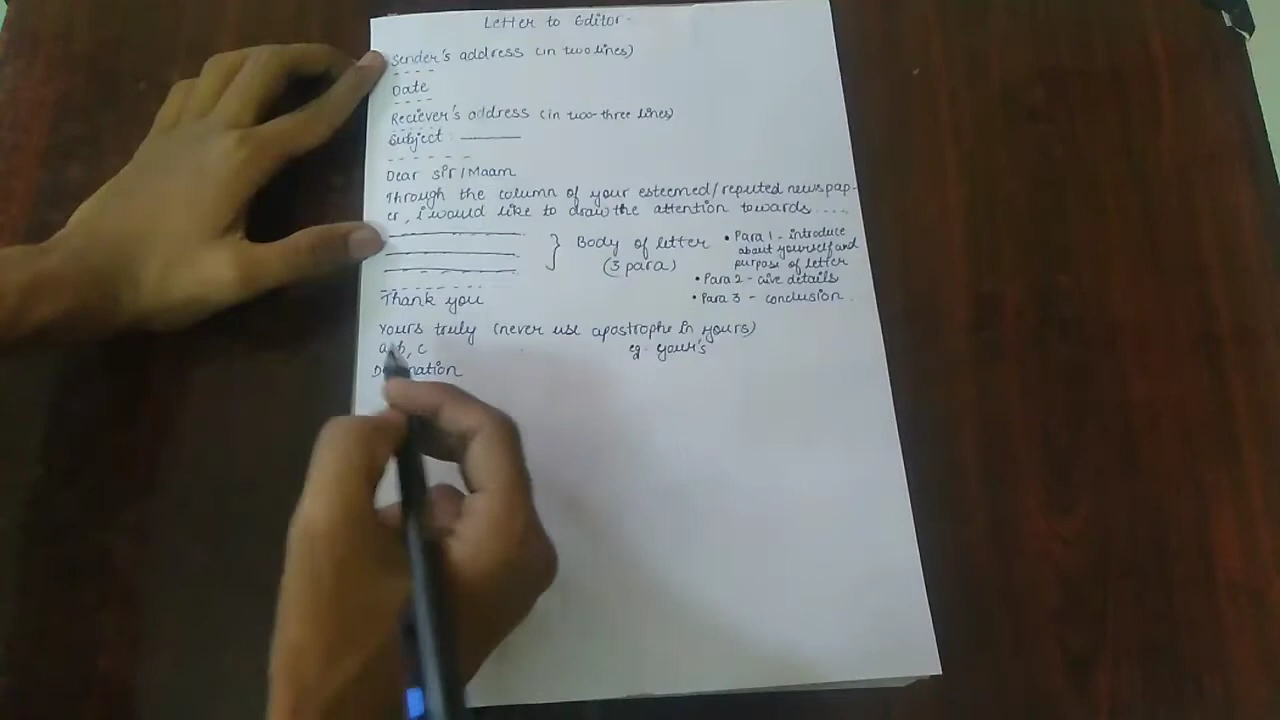 Letter to Editor-
Sender's address (in two lines)
Date
Reciever's address (in two-three lines)
Subject
Dear Sir/Maam
Through the column of your esteemed/reputed newspap-
er, i would like to draw the attention towards .....
Body of letter
(3 para)
• Para 1 - introduce
about yourself and
purpose of letter
• Para 2 - Give details
• Para 3 - conclusion.
Thank you
Yours truly (never use apostrophe in yours)
a, b, c
eg. your's